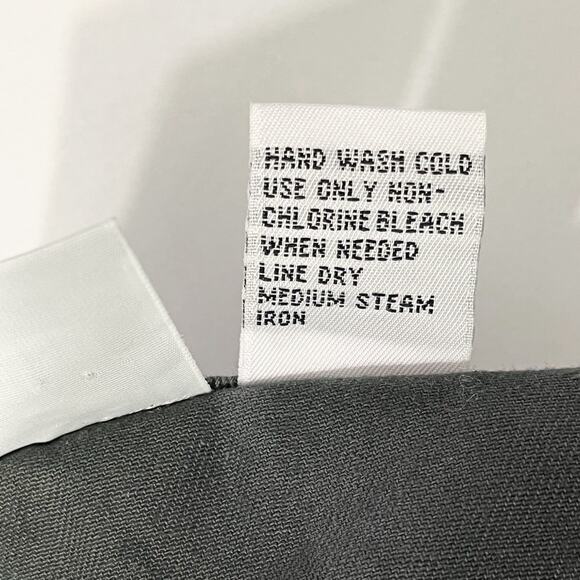 HAND WASH COLD
USE ONLY NON-
CHLORINE BLEACH
WHEN NEEDED
LINE DRY
MEDIUM STEAM
IRON